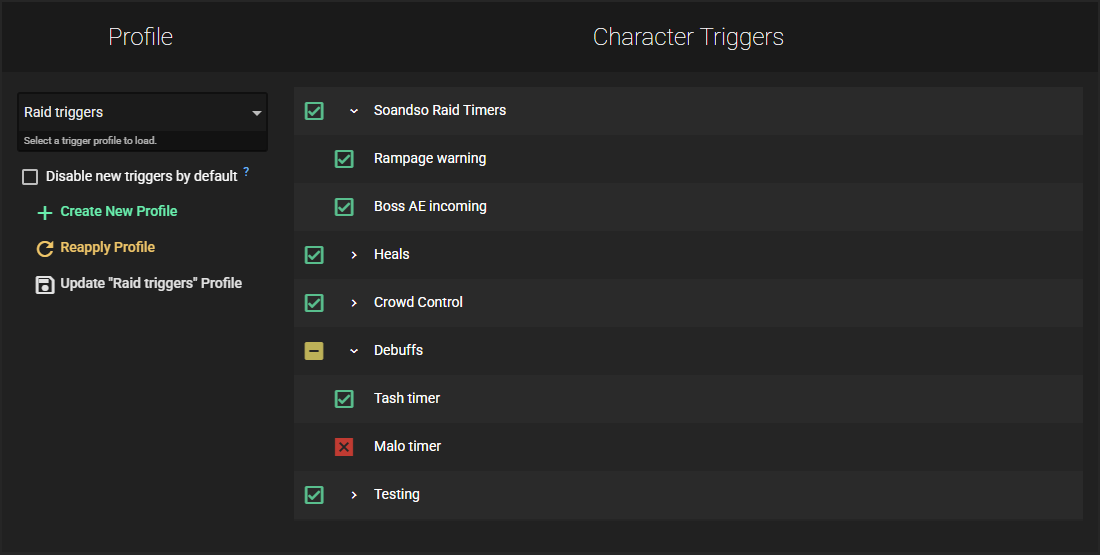 Profile
Character Triggers
Raid triggers
Select a trigger profile to load.
Disable new triggers by default ?
Create New Profile
Reapply Profile
Update "Raid triggers" Profile
Soandso Raid Timers
Rampage warning
Boss AE incoming
Heals
Crowd Control
Debuffs
Tash timer
Malo timer
Testing